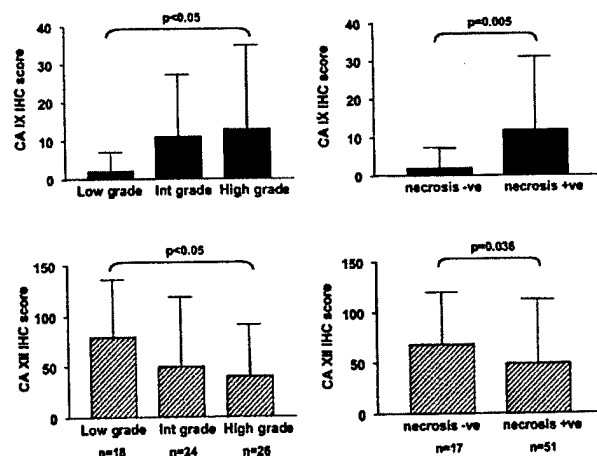 p<0.05
CA IX IHC score
40
30
20
10
0
Low grade Int grade High grade
p=0.005
CA IX IHC score
40
30
20
10
0
necrosis -ve necrosis +ve
p<0.05
CA XII IHC score
150
100
50
0
Low grade Int grade High grade
n=18 n=24 n=26
p=0.036
CA XII IHC score
150
100
50
0
necrosis -ve necrosis +ve
n=17 n=51